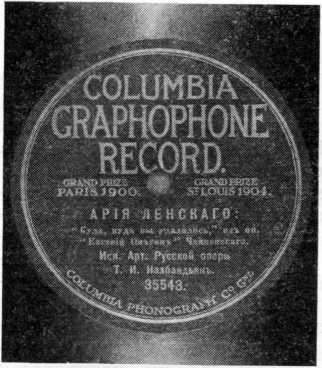 COLUMBIA
GRAPHOPHONE
RECORD.
GRAND PRIZE
PARIS 1900.
GRAND PRIZE
ST LOUIS 1904.
АРІЯ ЛЕНСКАГО:
"Куда, куда вы удалились," изъ оп.
"Евгеній Онѣгинъ" Чайковскаго.
Исп. Арт. Русской оперы
Т. И. Налбандьянъ.
35543.
COLUMBIA PHONOGRAPH CO. GEN'L